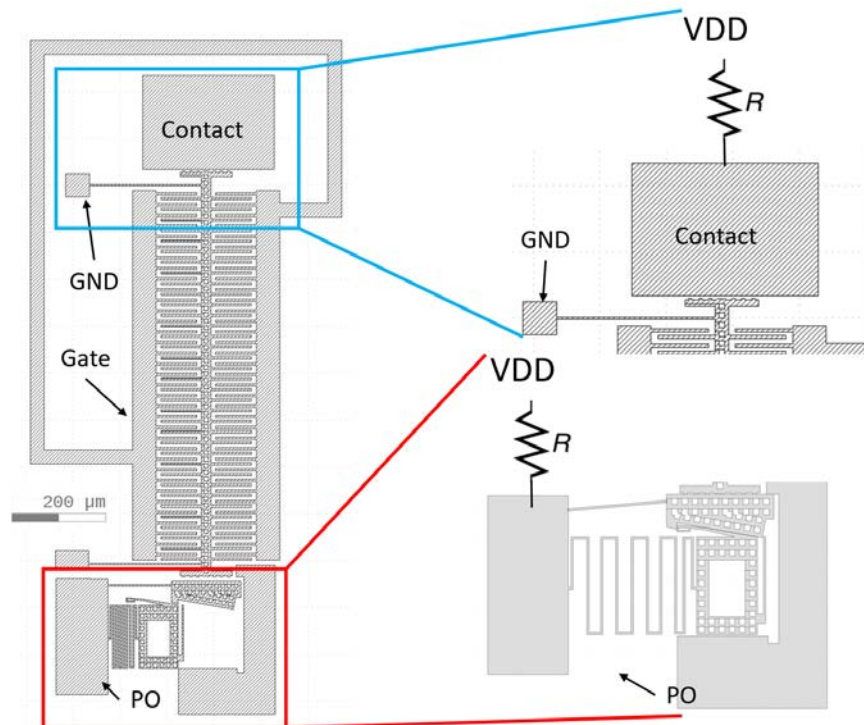 VDD
R
Contact
GND
Contact
GND
Gate
VDD
R
200 μm
PO
PO